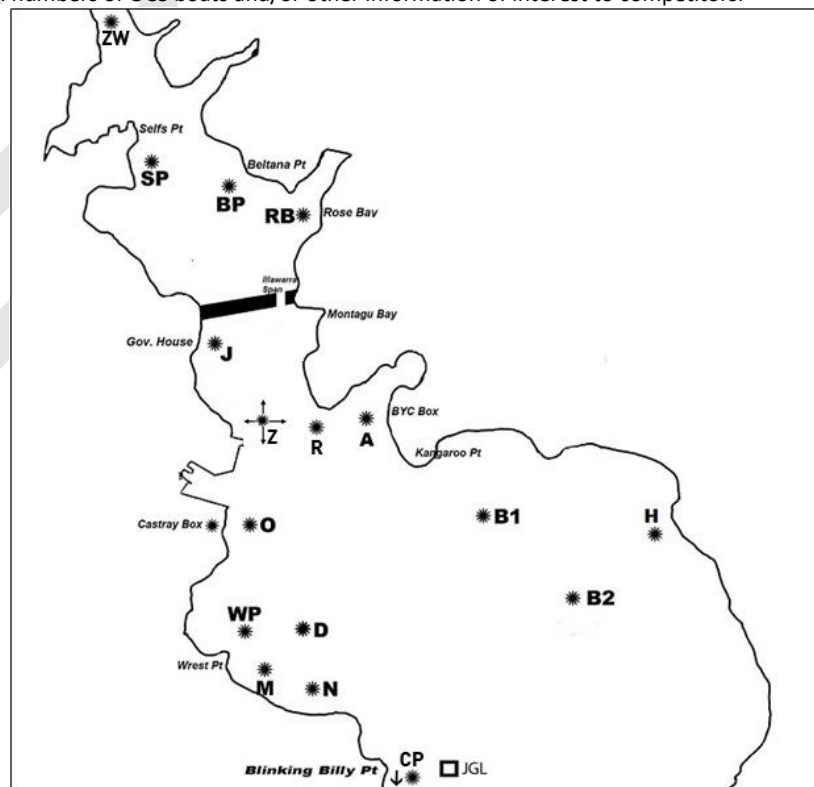 numbers of OCS boats and/or other information of interest to competitors.
ZW
Selfs Pt
SP
Beltana Pt
BP
RB
Rose Bay
Illawarra
Span
Montagu Bay
Gov. House
J
BYC Box
Z
R
A
Kangaroo Pt
Castray Box
O
B1
H
B2
WP
D
Wrest Pt
M
N
Blinking Billy Pt
CP
JGL